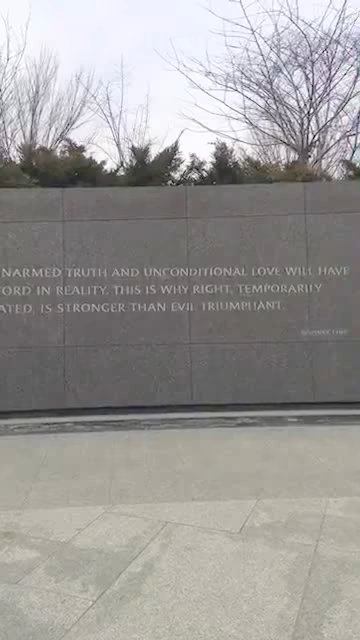 NARMED TRUTH AND UNCONDITIONAL LOVE WILL HAVE
ORD IN REALITY. THIS IS WHY RIGHT, TEMPORARILY
ATED, IS STRONGER THAN EVIL TRIUMPHANT.